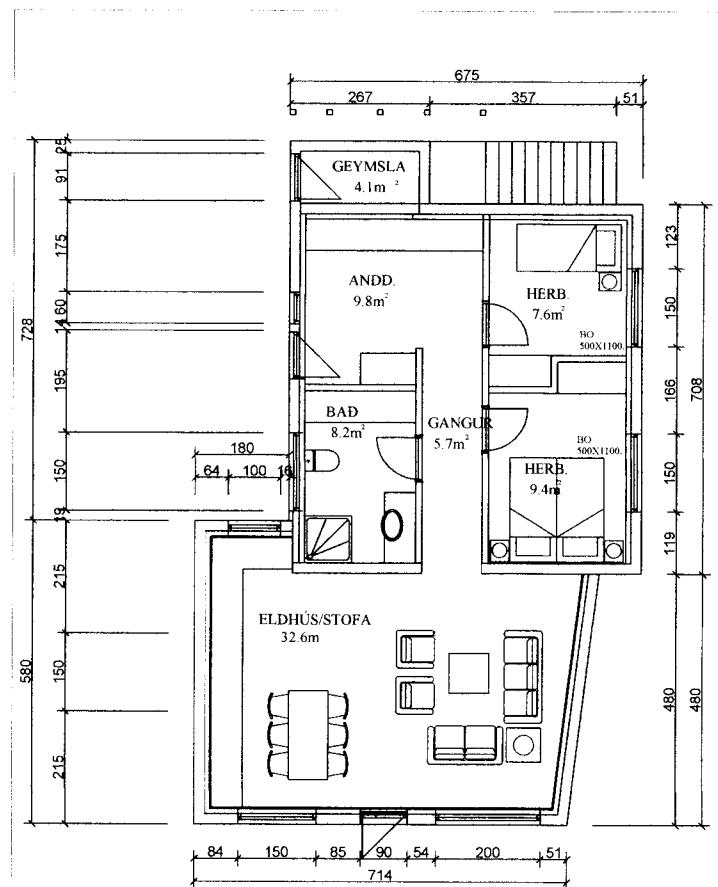 675
267 357 51
25
91
175
60
14
195
150
19
728
580
215
150
215
180
64 100 16
GEYMSLA
4.1m²
ANDD.
9.8m²
HERB.
7.6m²
BO
500X1100.
BAÐ
8.2m²
GANGUR
5.7m²
BO
500X1100.
HERB.
9.4m²
ELDHÚS/STOFA
32.6m
123
150
166
150
119
708
480
480
84 150 85 90 54 200 51
714